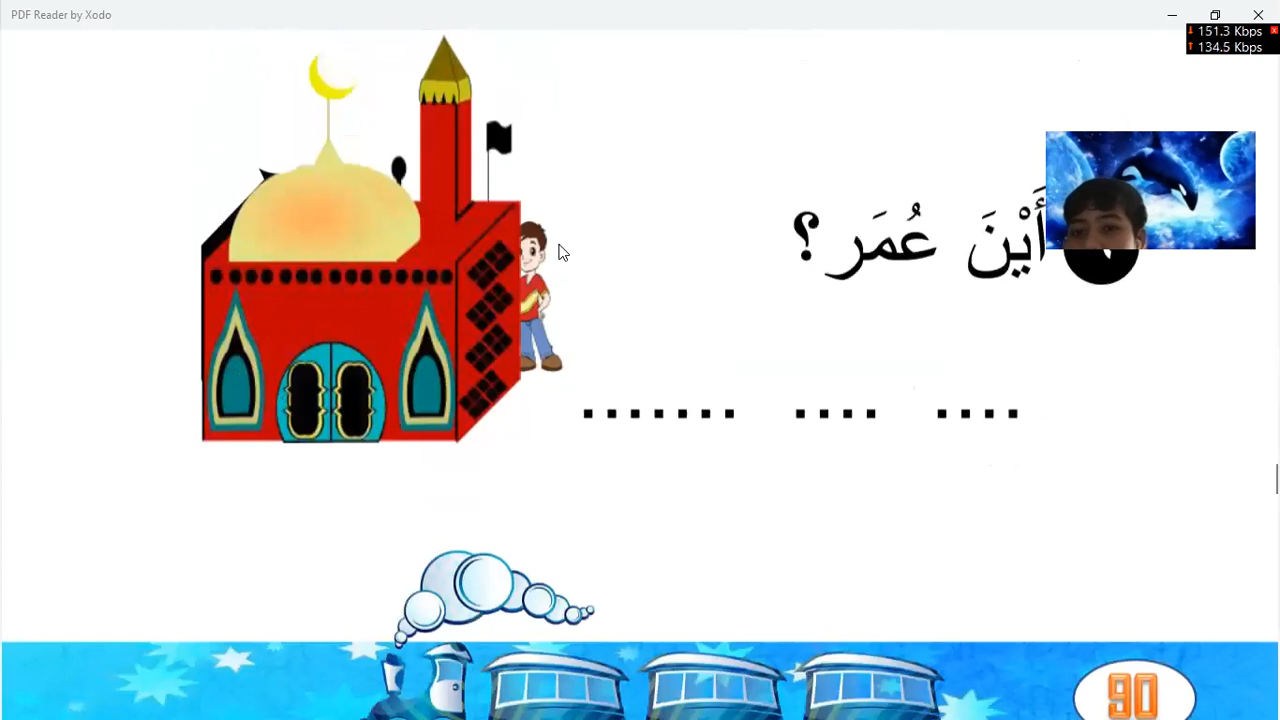 PDF Reader by Xodo
151.3 Kbps
134.5 Kbps
أَيْنَ عُمَر ؟
....... .... ....
90